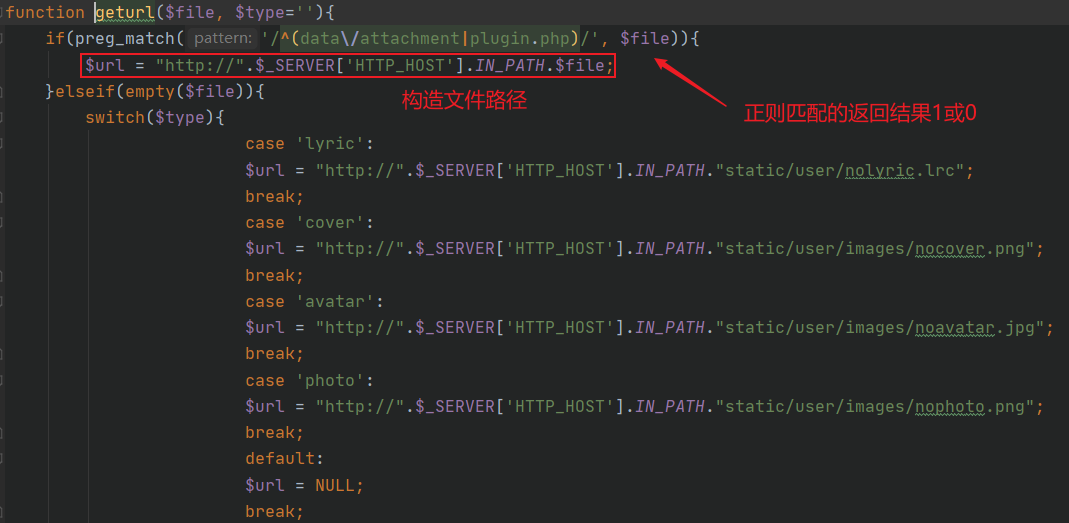 function geturl($file, $type=''){
if(preg_match( pattern: '/^(data\/attachment|plugin.php)/', $file)){
$url = "http://".$_SERVER['HTTP_HOST'].IN_PATH.$file;
}elseif(empty($file)){
构造文件路径
正则匹配的返回结果1或0
switch($type){
case 'lyric':
$url = "http://".$_SERVER['HTTP_HOST'].IN_PATH."static/user/nolyric.lrc";
break;
case 'cover':
$url = "http://".$_SERVER['HTTP_HOST'].IN_PATH."static/user/images/nocover.png";
break;
case 'avatar':
$url = "http://".$_SERVER['HTTP_HOST'].IN_PATH."static/user/images/noavatar.jpg";
break;
case 'photo':
$url = "http://".$_SERVER['HTTP_HOST'].IN_PATH."static/user/images/nophoto.png";
break;
default:
$url = NULL;
break;